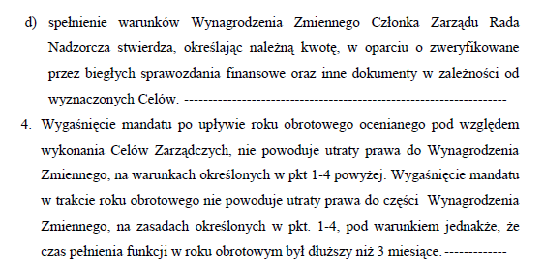 d) spełnienie warunków Wynagrodzenia Zmiennego Członka Zarządu Rada
Nadzorcza stwierdza, określając należną kwotę, w oparciu o zweryfikowane
przez biegłych sprawozdania finansowe oraz inne dokumenty w zależności od
wyznaczonych Celów. --------------------------------------------------------------------
4. Wygaśnięcie mandatu po upływie roku obrotowego ocenianego pod względem
wykonania Celów Zarządczych, nie powoduje utraty prawa do Wynagrodzenia
Zmiennego, na warunkach określonych w pkt 1-4 powyżej. Wygaśnięcie mandatu
w trakcie roku obrotowego nie powoduje utraty prawa do części Wynagrodzenia
Zmiennego, na zasadach określonych w pkt. 1-4, pod warunkiem jednakże, że
czas pełnienia funkcji w roku obrotowym był dłuższy niż 3 miesiące. -------------